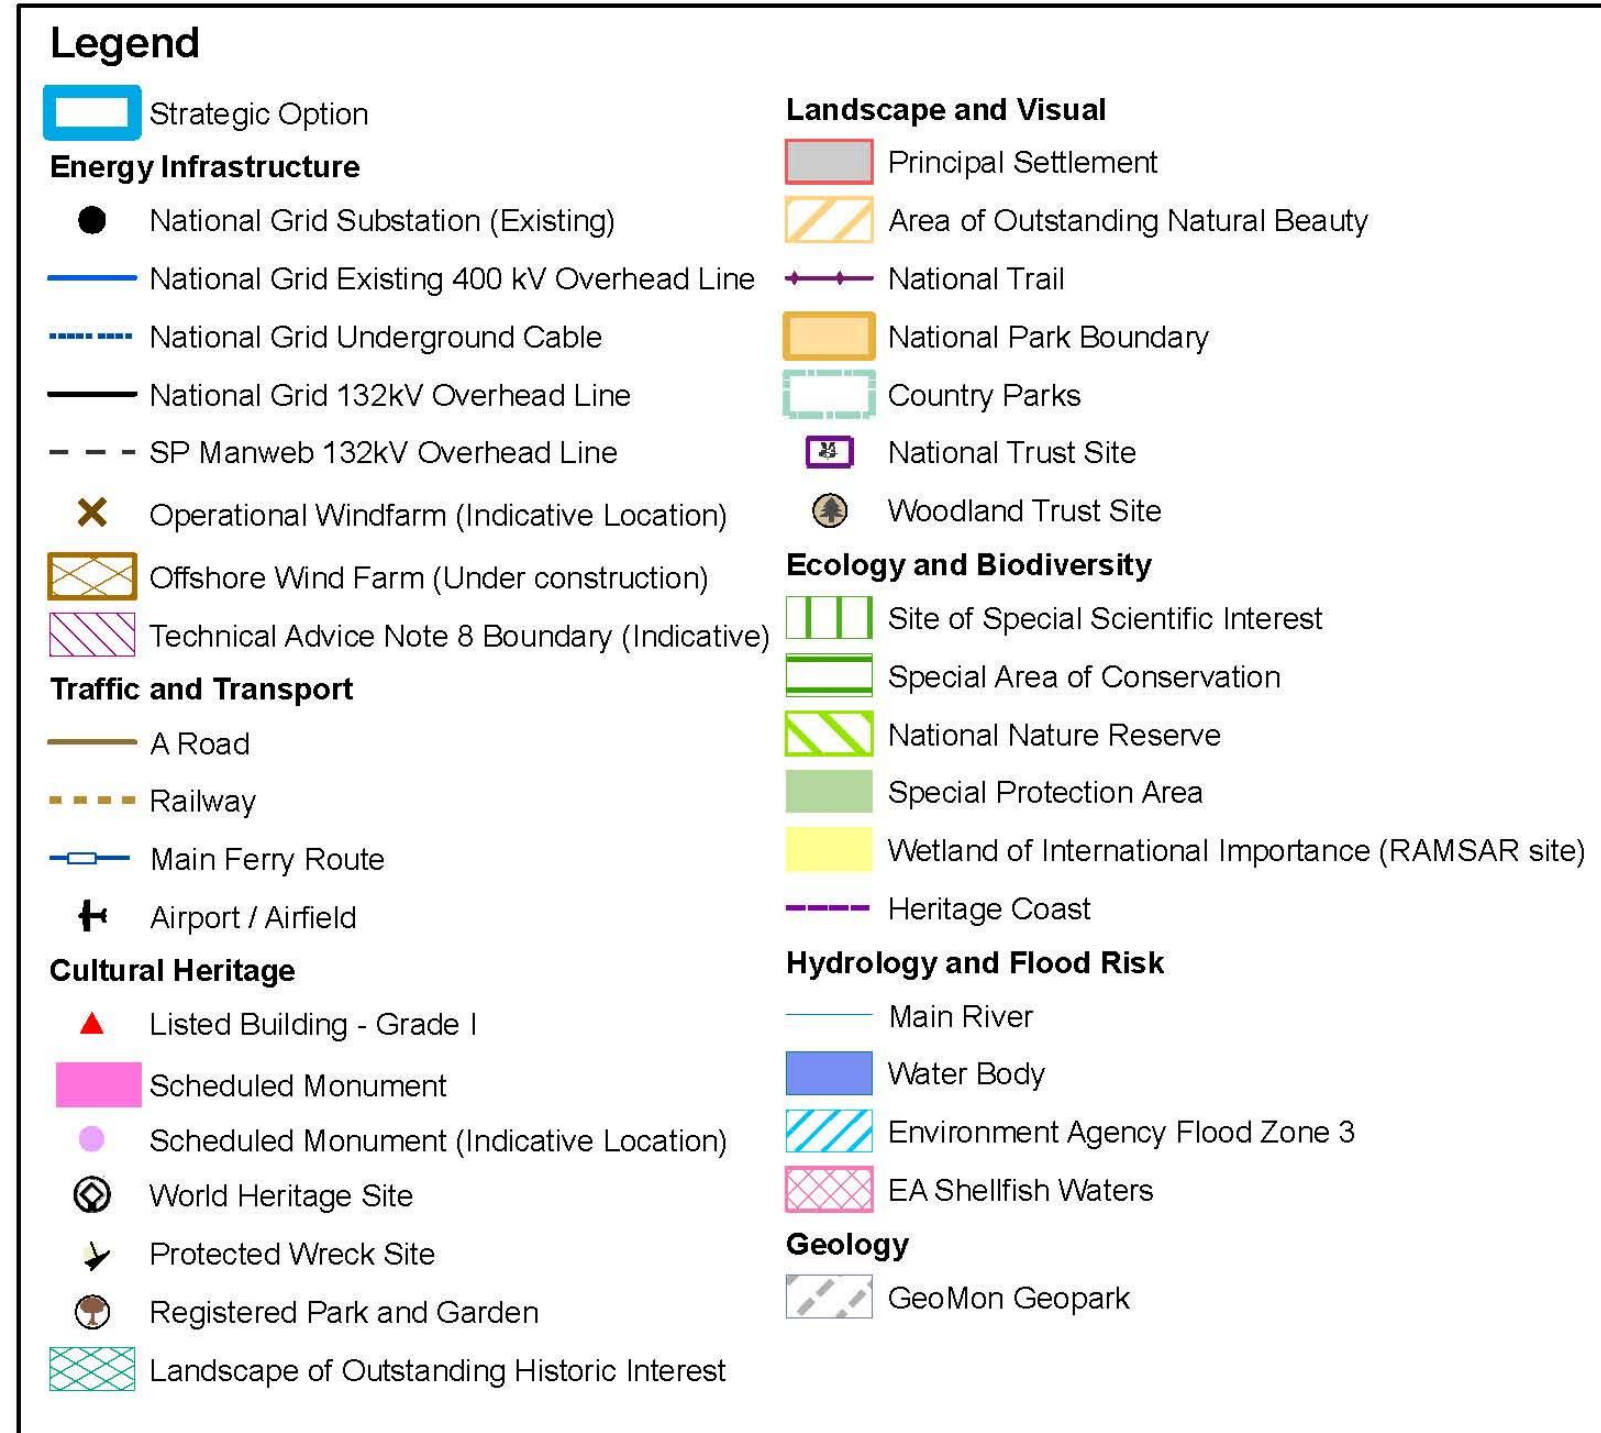 Legend
Strategic Option
Energy Infrastructure
National Grid Substation (Existing)
National Grid Existing 400 kV Overhead Line
National Grid Underground Cable
National Grid 132kV Overhead Line
SP Manweb 132kV Overhead Line
Operational Windfarm (Indicative Location)
Offshore Wind Farm (Under construction)
Technical Advice Note 8 Boundary (Indicative)
Traffic and Transport
A Road
Railway
Main Ferry Route
Airport / Airfield
Cultural Heritage
Listed Building - Grade I
Scheduled Monument
Scheduled Monument (Indicative Location)
World Heritage Site
Protected Wreck Site
Registered Park and Garden
Landscape of Outstanding Historic Interest
Landscape and Visual
Principal Settlement
Area of Outstanding Natural Beauty
National Trail
National Park Boundary
Country Parks
National Trust Site
Woodland Trust Site
Ecology and Biodiversity
Site of Special Scientific Interest
Special Area of Conservation
National Nature Reserve
Special Protection Area
Wetland of International Importance (RAMSAR site)
Heritage Coast
Hydrology and Flood Risk
Main River
Water Body
Environment Agency Flood Zone 3
EA Shellfish Waters
Geology
GeoMon Geopark